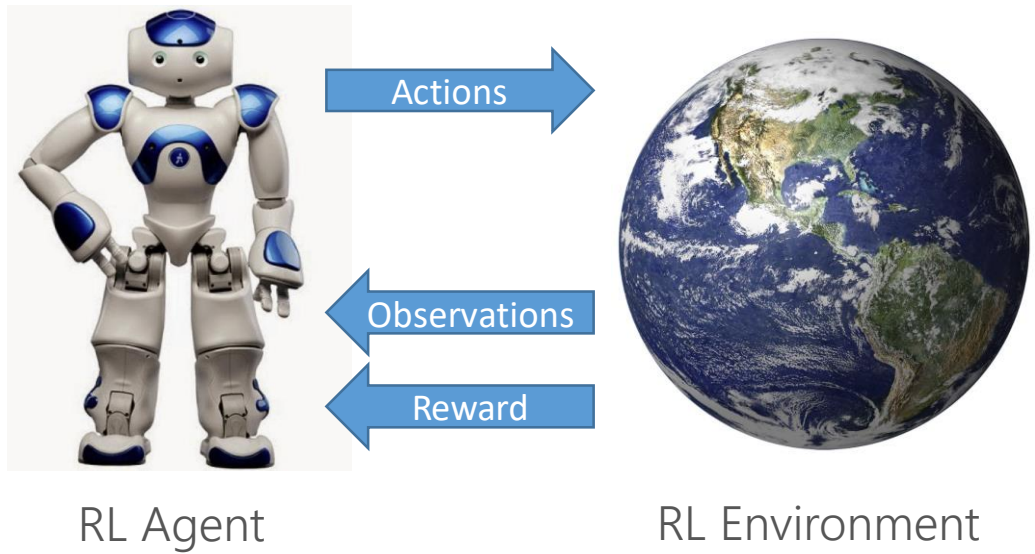 Actions
Observations
Reward
RL Agent
RL Environment